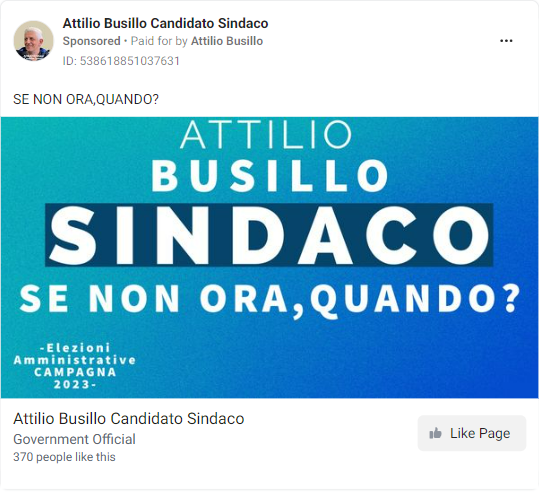 Attilio Busillo Candidato Sindaco
Sponsored • Paid for by Attilio Busillo
ID: 538618851037631
SE NON ORA,QUANDO?
ATTILIO
BUSILLO
SINDACO
SE NON ORA,QUANDO?
-Elezioni
Amministrative
CAMPAGNA
2023-
Attilio Busillo Candidato Sindaco
Government Official
370 people like this
Like Page